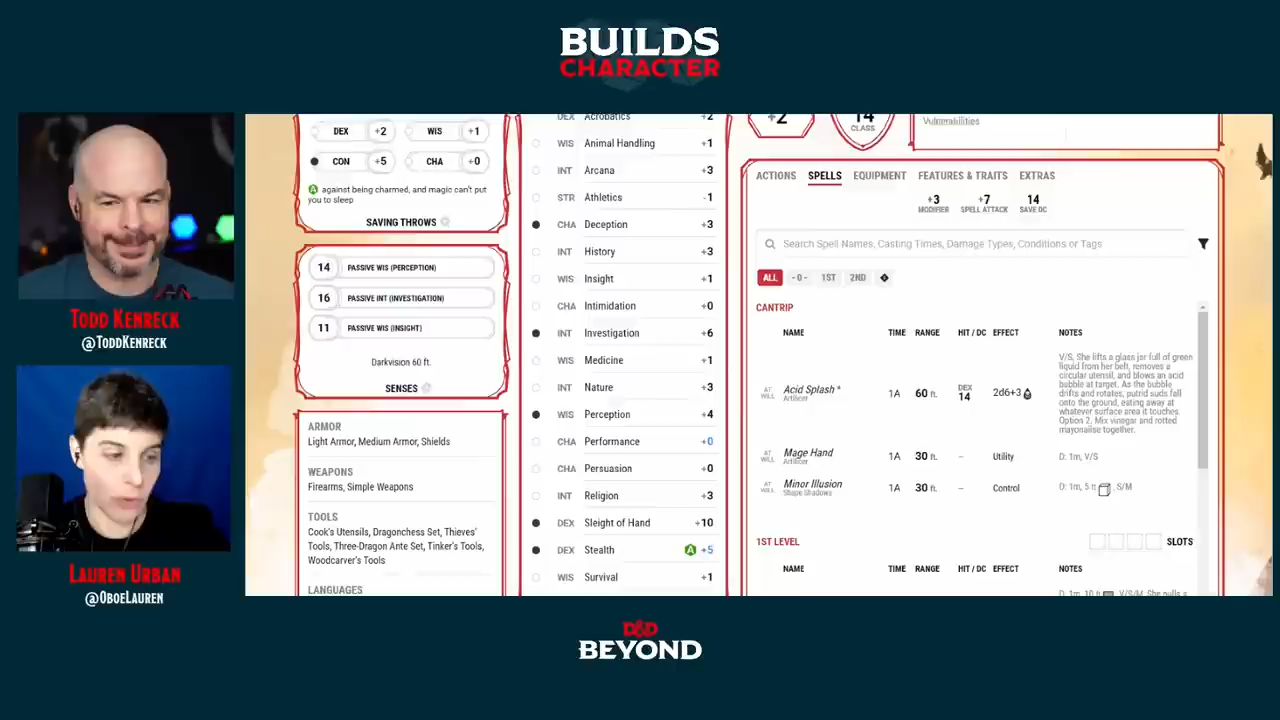 BUILDS
CHARACTER
TODD KENRECK
@TODDKENRECK
LAUREN URBAN
@OBOELAUREN
DEX +2 WIS +1
CON +5 CHA +0
A against being charmed, and magic can't put
you to sleep
SAVING THROWS
14 PASSIVE WIS (PERCEPTION)
16 PASSIVE INT (INVESTIGATION)
11 PASSIVE WIS (INSIGHT)
Darkvision 60 ft.
SENSES
ARMOR
Light Armor, Medium Armor, Shields
WEAPONS
Firearms, Simple Weapons
TOOLS
Cook's Utensils, Dragonchess Set, Thieves'
Tools, Three-Dragon Ante Set, Tinker's Tools,
Woodcarver's Tools
LANGUAGES
DEX Acrobatics +2
WIS Animal Handling +1
INT Arcana +3
STR Athletics -1
CHA Deception +3
INT History +3
WIS Insight +1
CHA Intimidation +0
INT Investigation +6
WIS Medicine +1
INT Nature +3
WIS Perception +4
CHA Performance +0
CHA Persuasion +0
INT Religion +3
DEX Sleight of Hand +10
DEX Stealth A +5
WIS Survival +1
+2
14
CLASS
Vulnerabilities
ACTIONS SPELLS EQUIPMENT FEATURES & TRAITS EXTRAS
+3 +7 14
MODIFIER SPELL ATTACK SAVE DC
Search Spell Names, Casting Times, Damage Types, Conditions or Tags
ALL -0- 1ST 2ND
CANTRIP
NAME TIME RANGE HIT / DC EFFECT NOTES
AT WILL Acid Splash * Artificer 1A 60 ft. DEX 14 2d6+3
V/S, She lifts a glass jar full of green
liquid from her belt, removes a
circular utensil, and blows an acid
bubble at target. As the bubble
drifts and rotates, putrid suds fall
onto the ground, eating away at
whatever surface area it touches.
Option 2. Mix vinegar and rotted
mayonaise together.
AT WILL Mage Hand Artificer 1A 30 ft. – Utility D: 1m, V/S
AT WILL Minor Illusion Shape Shadows 1A 30 ft. – Control D: 1m, 5 ft , S/M
1ST LEVEL SLOTS
NAME TIME RANGE HIT / DC EFFECT NOTES
D: 1m, 10 ft , V/S/M, She pulls a
D&D
BEYOND